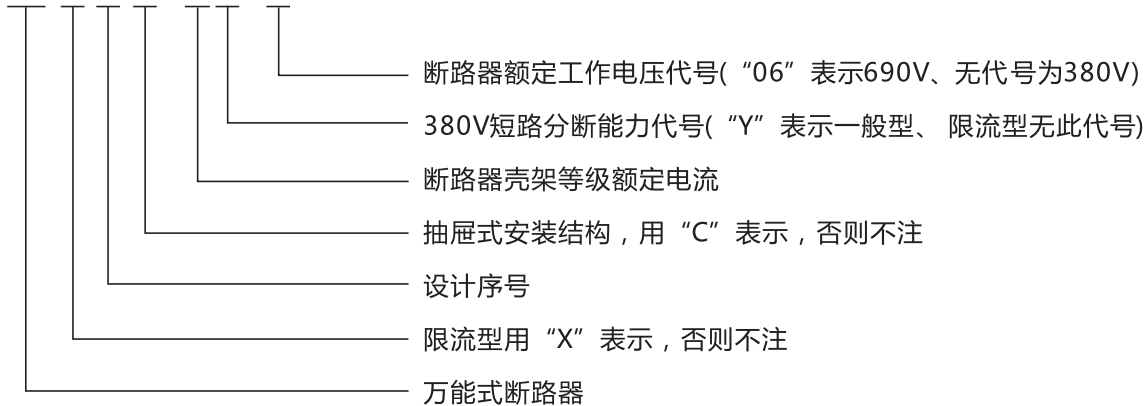 断路器额定工作电压代号(“06”表示690V、无代号为380V)
380V短路分断能力代号(“Y”表示一般型、 限流型无此代号)
断路器壳架等级额定电流
抽屉式安装结构，用“C”表示，否则不注
设计序号
限流型用“X”表示，否则不注
万能式断路器